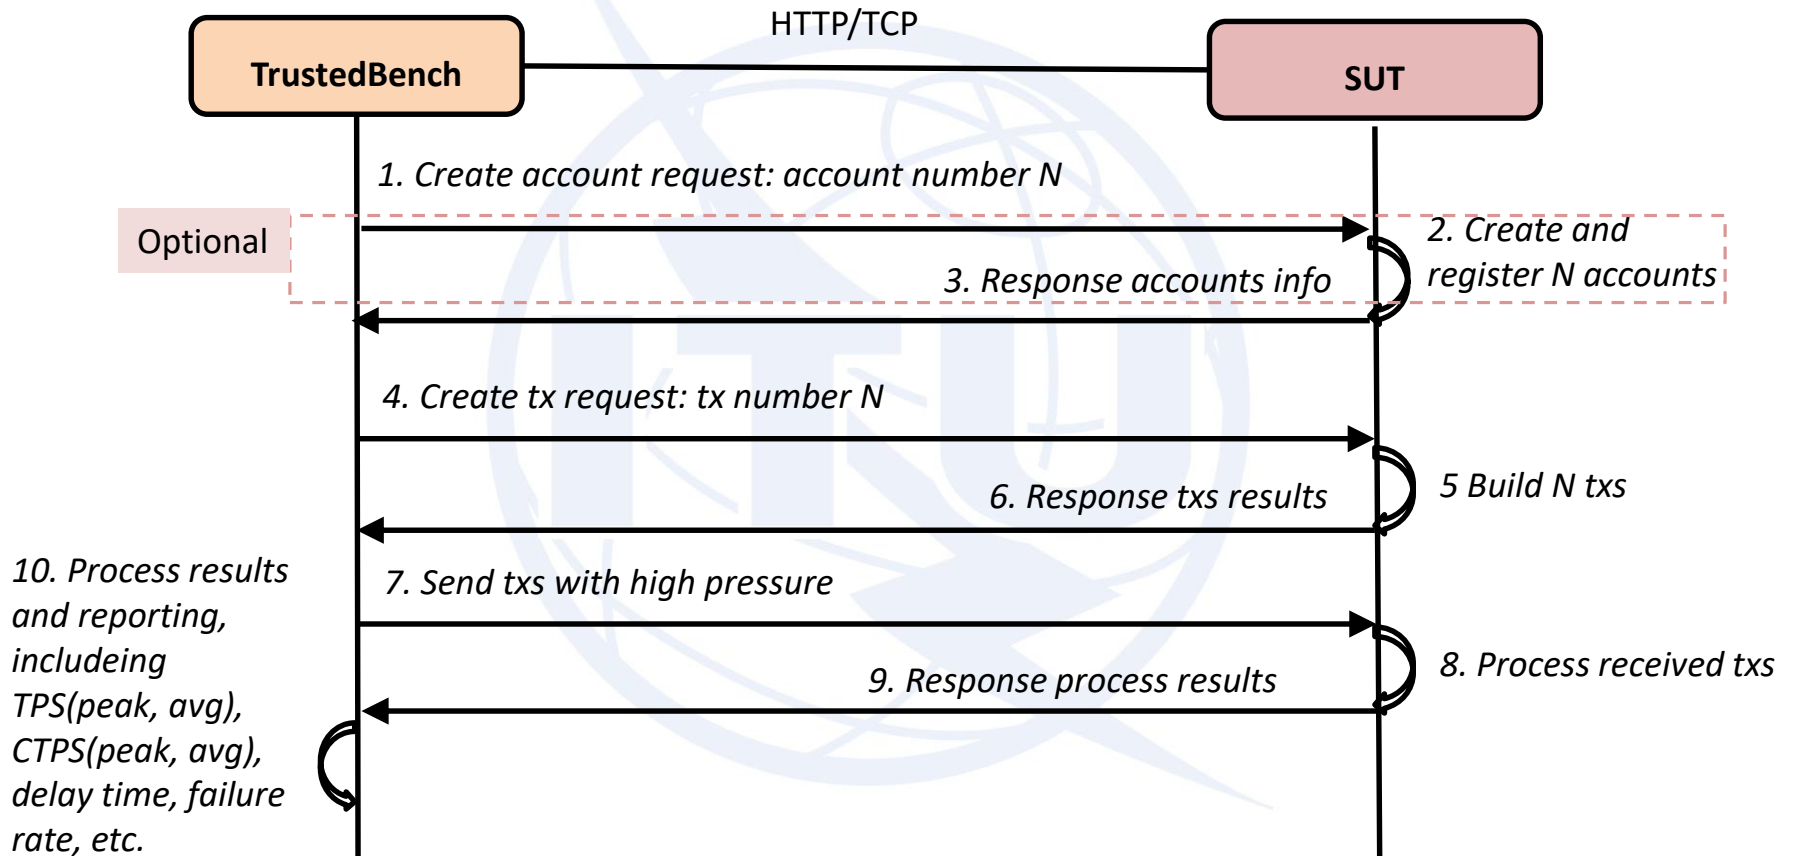 HTTP/TCP
TrustedBench
SUT
1. Create account request: account number N
Optional
2. Create and
register N accounts
3. Response accounts info
4. Create tx request: tx number N
5 Build N txs
6. Response txs results
7. Send txs with high pressure
8. Process received txs
9. Response process results
10. Process results
and reporting,
includeing
TPS(peak, avg),
CTPS(peak, avg),
delay time, failure
rate, etc.
ITU